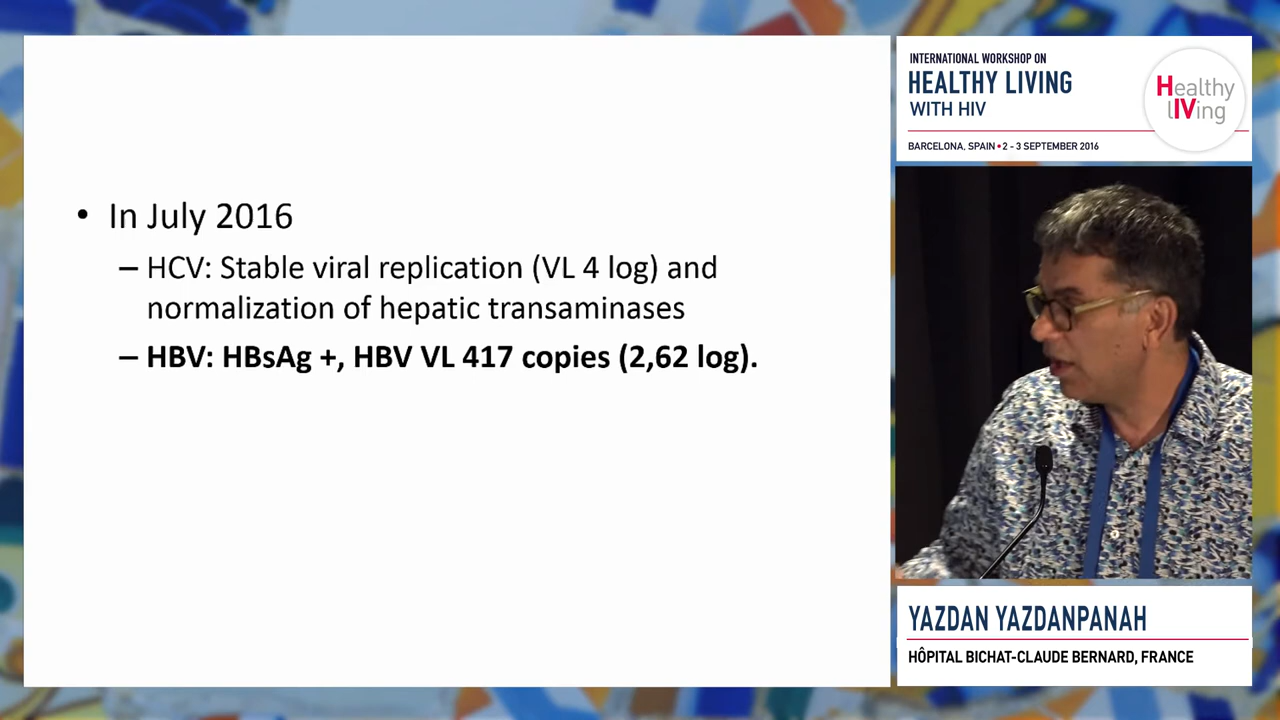 • In July 2016
– HCV: Stable viral replication (VL 4 log) and
normalization of hepatic transaminases
– HBV: HBsAg +, HBV VL 417 copies (2,62 log).
INTERNATIONAL WORKSHOP ON
HEALTHY LIVING
WITH HIV
BARCELONA, SPAIN • 2 - 3 SEPTEMBER 2016
Healthy
lIVing
YAZDAN YAZDANPANAH
HÔPITAL BICHAT-CLAUDE BERNARD, FRANCE